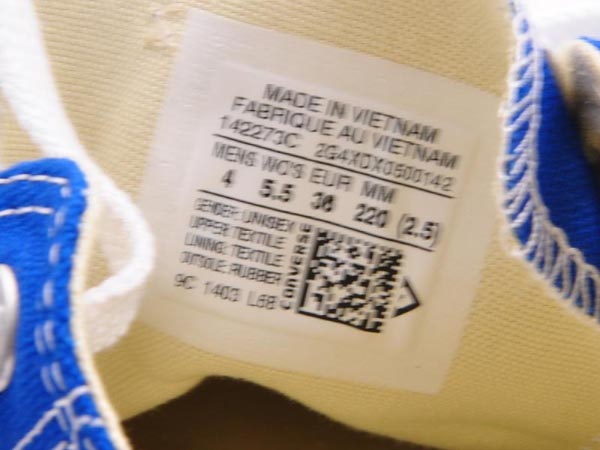 MADE IN VIETNAM
FABRIQUE AU VIETNAM
142273C 2G4X0X0500142
MENS WO'S EUR MM
4 5.5 36 220 (2.5)
GENDER: UNISEX
UPPER: TEXTILE
LINING: TEXTILE
OUTSOLE: RUBBER
9C 1403 L68
CONVERSE